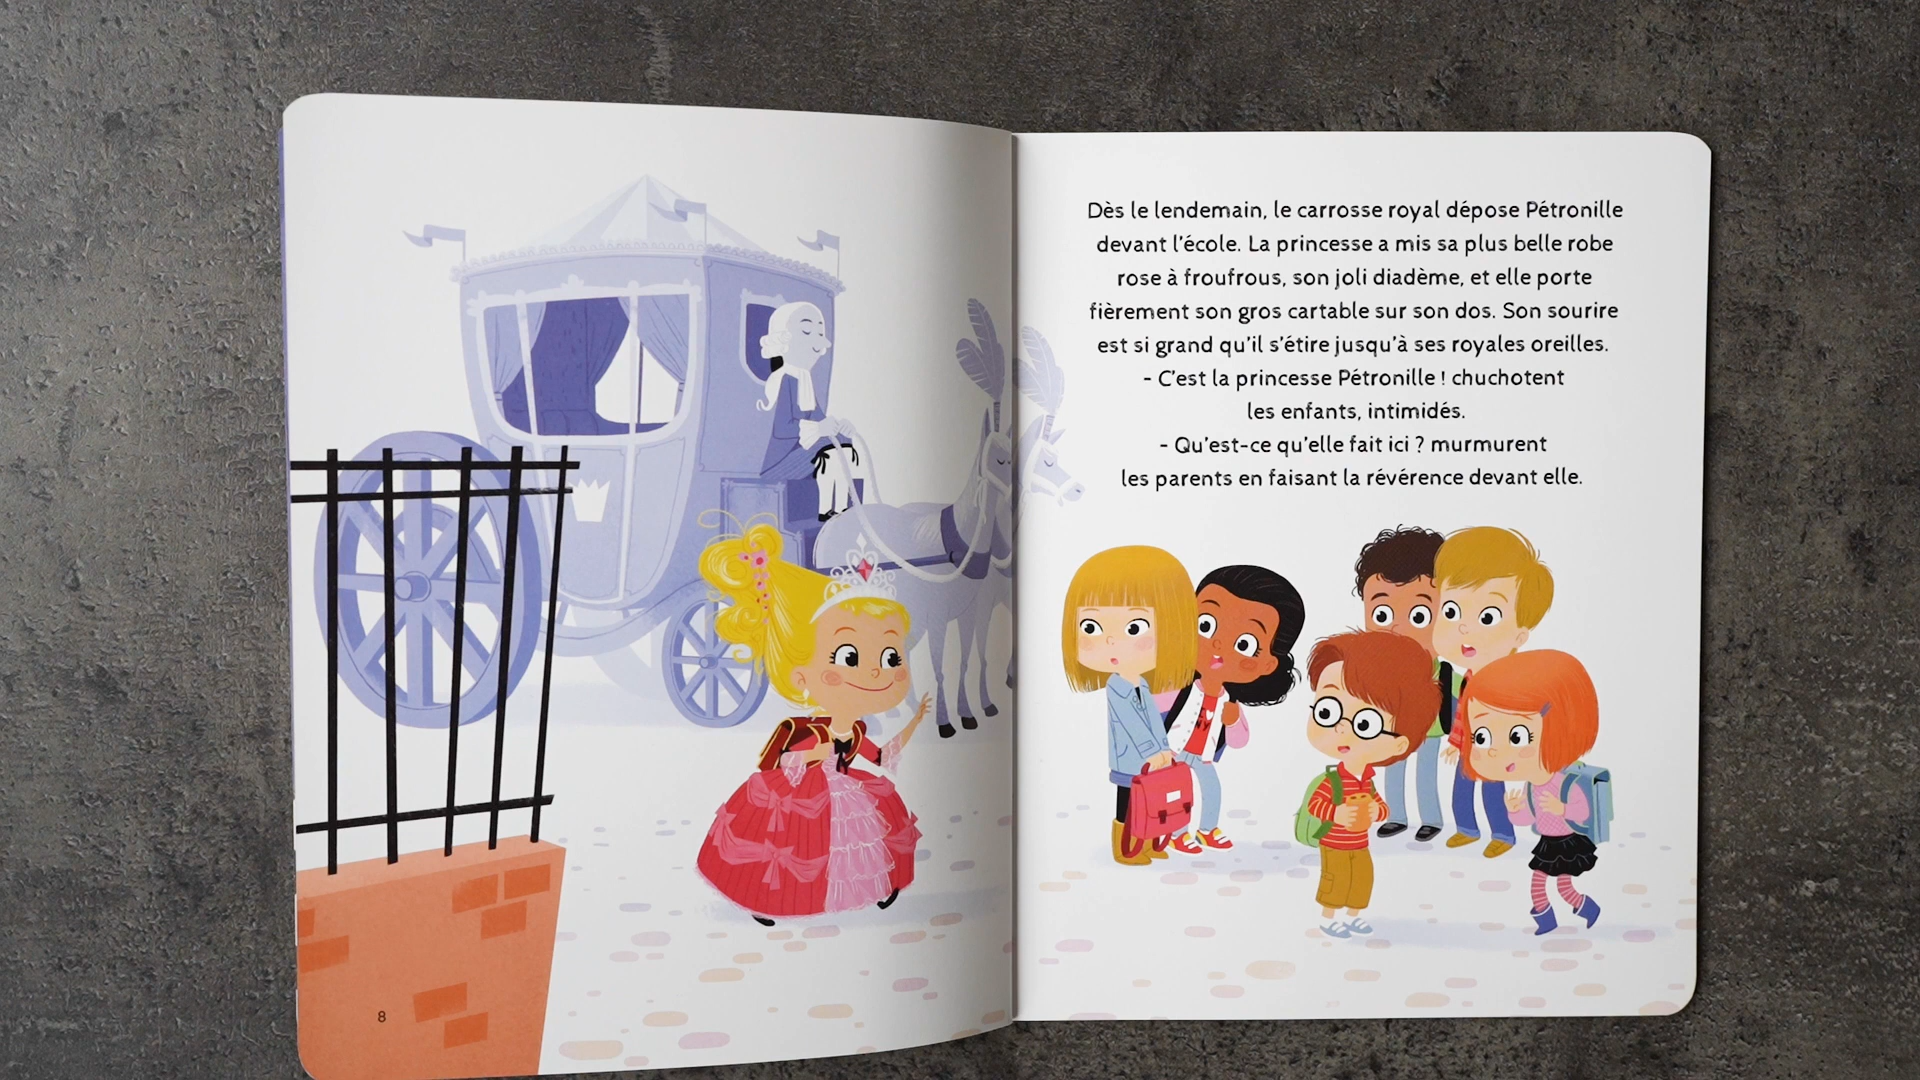 Dès le lendemain, le carrosse royal dépose Pétronille
devant l'école. La princesse a mis sa plus belle robe
rose à froufrous, son joli diadème, et elle porte
fièrement son gros cartable sur son dos. Son sourire
est si grand qu'il s'étire jusqu'à ses royales oreilles.
- C'est la princesse Pétronille ! chuchotent
les enfants, intimidés.
- Qu'est-ce qu'elle fait ici ? murmurent
les parents en faisant la révérence devant elle.
8